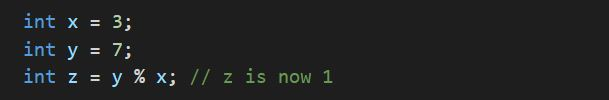 int x = 3;
int y = 7;
int z = y % x; // z is now 1